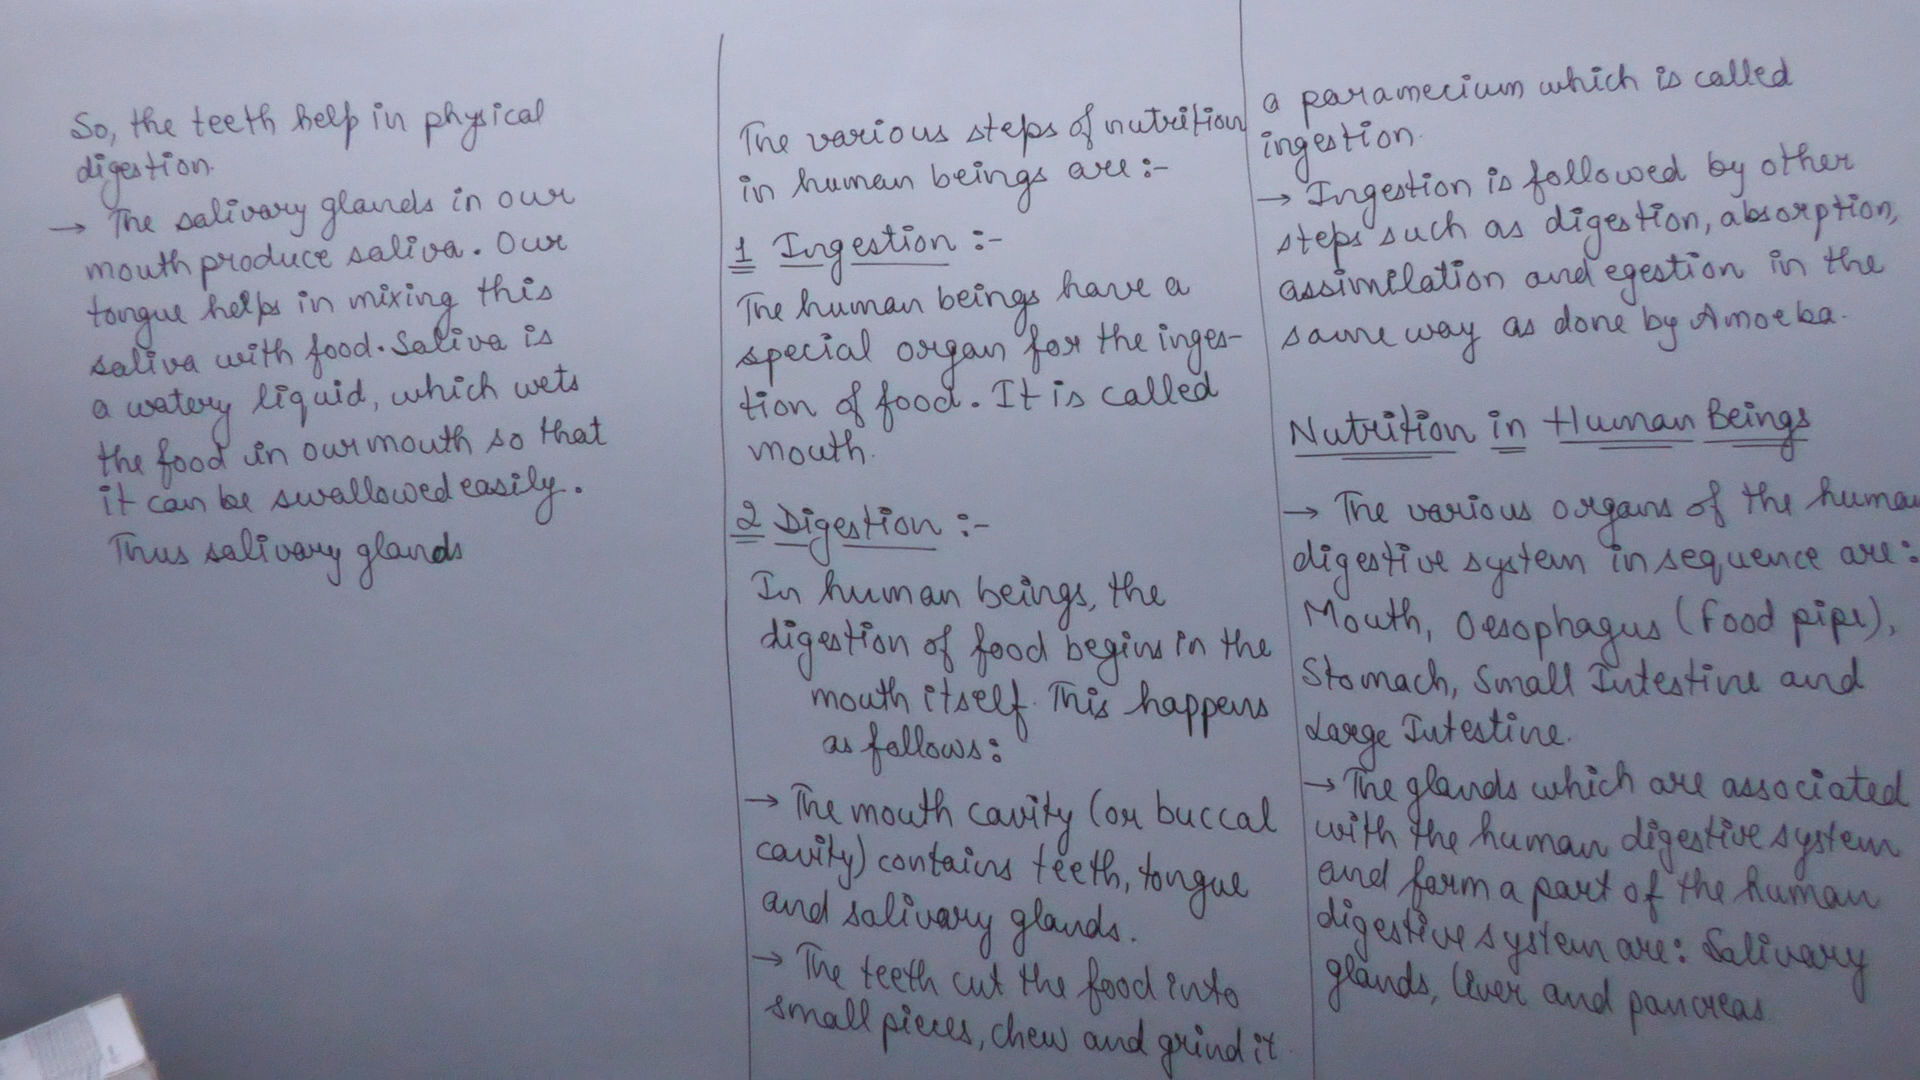 So, the teeth help in physical
digestion.
→ The salivary glands in our
mouth produce saliva. Our
tongue helps in mixing this
saliva with food. Saliva is
a watery liquid, which wets
the food in our mouth so that
it can be swallowed easily.
Thus salivary glands
The various steps of nutrition
in human beings are :-
1 Ingestion :-
The human beings have a
special organ for the inges-
tion of food. It is called
mouth.
2 Digestion :-
In human beings, the
digestion of food begins in the
mouth itself. This happens
as follows:
→ The mouth cavity (or buccal
cavity) contains teeth, tongue
and salivary glands.
→ The teeth cut the food into
small pieces, chew and grind it
a paramecium which is called
ingestion.
→ Ingestion is followed by other
steps such as digestion, absorption,
assimilation and egestion in the
same way as done by Amoeba.
Nutrition in Human Beings
→ The various organs of the human
digestive system in sequence are:
Mouth, Oesophagus (Food pipe),
Stomach, Small Intestine and
Large Intestine.
→ The glands which are associated
with the human digestive system
and form a part of the human
digestive system are: Salivary
glands, liver and pancreas.